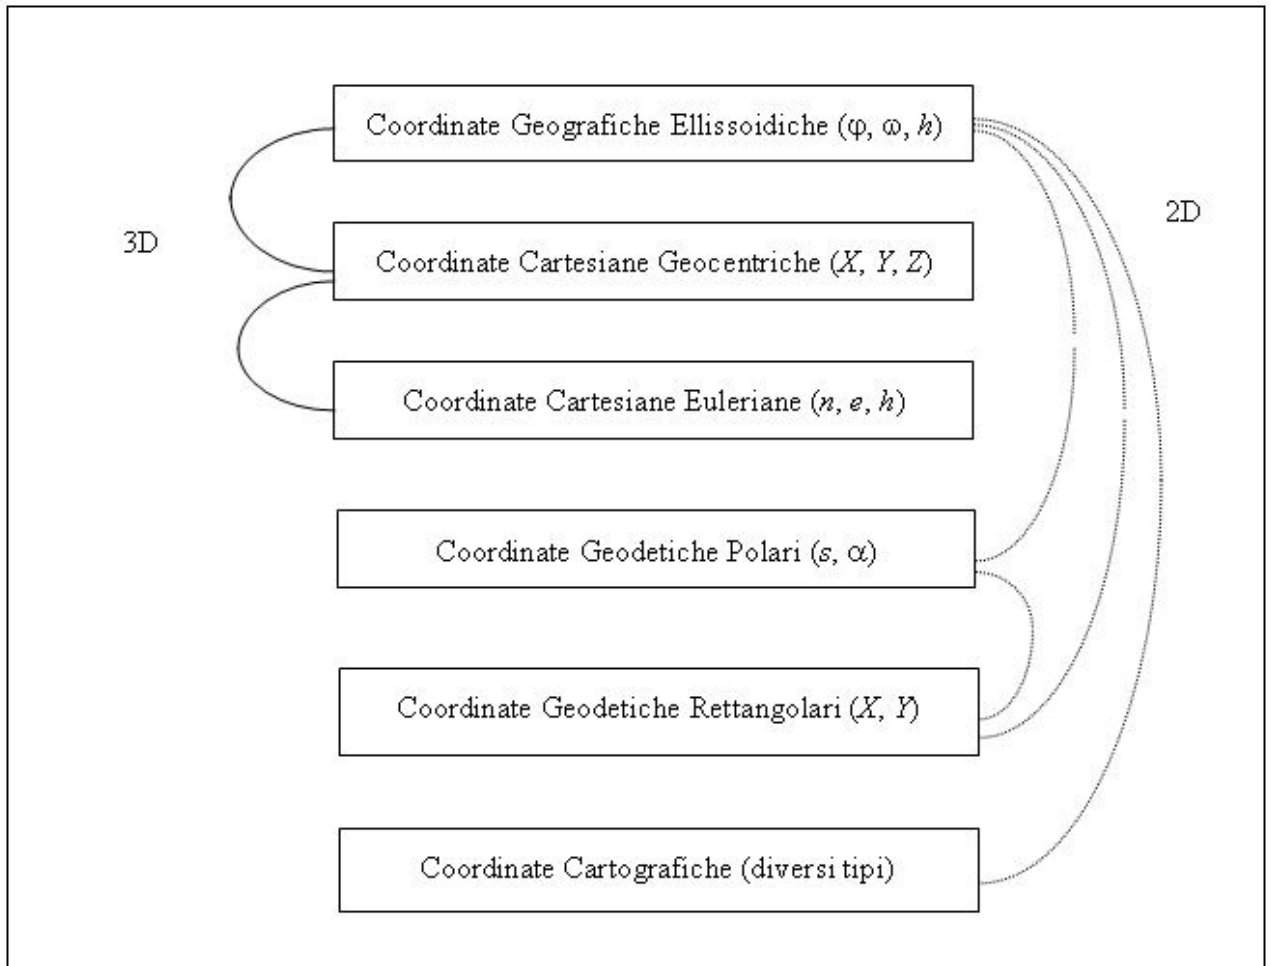 Coordinate Geografiche Ellissoidiche (φ, ω, h)
2D
3D
Coordinate Cartesiane Geocentriche (X, Y, Z)
Coordinate Cartesiane Euleriane (n, e, h)
Coordinate Geodetiche Polari (s, α)
Coordinate Geodetiche Rettangolari (X, Y)
Coordinate Cartografiche (diversi tipi)